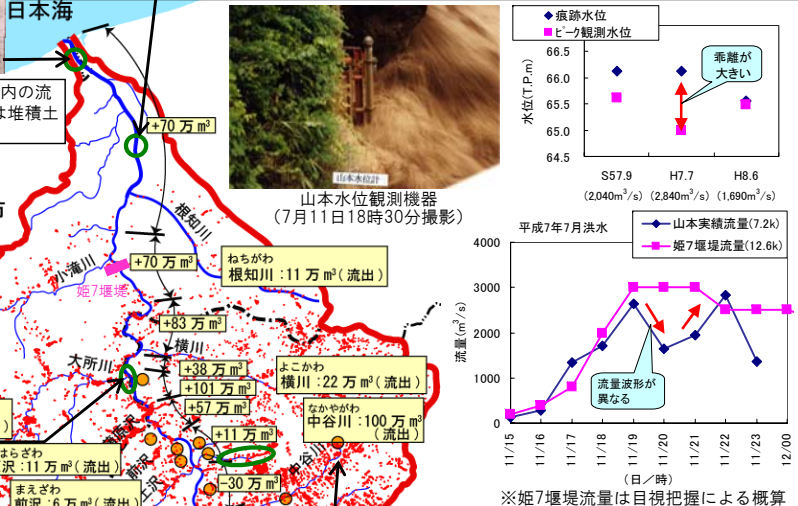 日本海
内の流
は堆積土
+70 万 m³
根知川
小滝川
+70 万 m³
姫7堰堤
ねちがわ
根知川：11 万 m³（流出）
+83 万 m³
横川
大所川
+38 万 m³
+101 万 m³
+57 万 m³
よこかわ
横川：22 万 m³（流出）
なかやがわ
中谷川：100 万 m³
（流出）
+11 万 m³
中谷川
-30 万 m³
はらざわ
沢：11 万 m³（流出）
まえざわ
前沢：6 万 m³（流出）
前沢
山本水位計
山本水位観測機器
（7月11日18時30分撮影）
痕跡水位
ピーク観測水位
水位(T.P.m)
66.5
66.0
65.5
65.0
64.5
乖離が
大きい
S57.9
H7.7
H8.6
(2,040m³/s)
(2,840m³/s)
(1,690m³/s)
平成7年7月洪水
山本実績流量(7.2k)
姫7堰堤流量(12.6k)
流量(m³/s)
4000
3000
2000
1000
0
流量波形が
異なる
11/15
11/16
11/17
11/18
11/19
11/20
11/21
11/22
11/23
12/00
（日／時）
※姫7堰堤流量は目視把握による概算